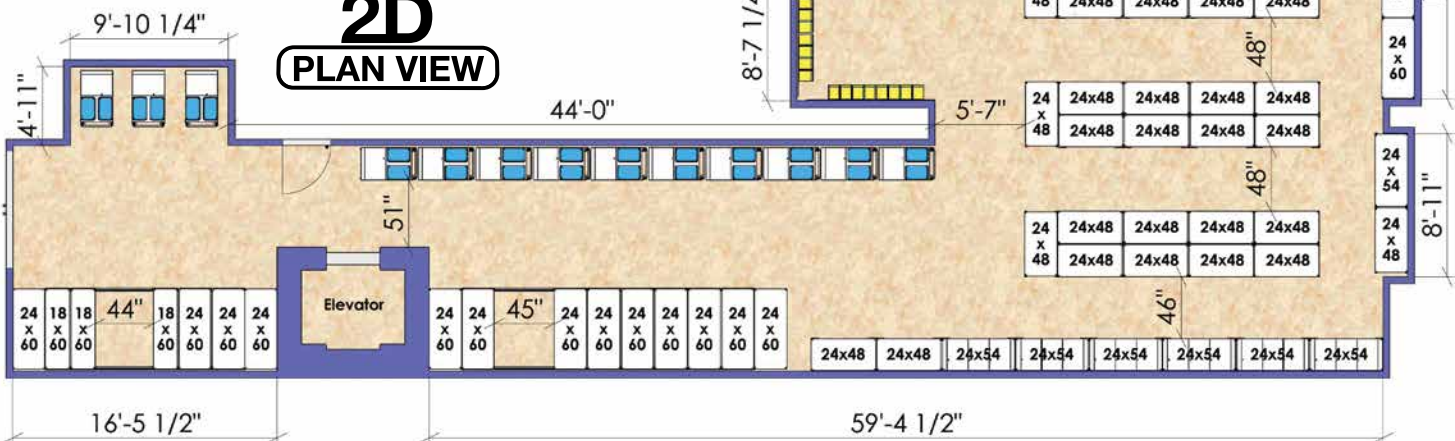 2D
PLAN VIEW
9'-10 1/4"
4'-11"
44'-0"
8'-7 1/4
5'-7"
48 24x48 24x48 24x48 24x48
48"
24 x 60
24 x 48
24x48 24x48 24x48 24x48
24x48 24x48 24x48 24x48
48"
24 x 54
24 x 48
8'-11"
51"
24 x 48
24x48 24x48 24x48 24x48
24x48 24x48 24x48 24x48
46"
Elevator
24 x 60 18 x 60 18 x 60 44" 18 x 60 24 x 60 24 x 60 24 x 60
24 x 60 24 x 60 45" 24 x 60 24 x 60 24 x 60 24 x 60 24 x 60 24 x 60 24 x 60
24x48 24x48 24x54 24x54 24x54 24x54 24x54 24x54
16'-5 1/2"
59'-4 1/2"